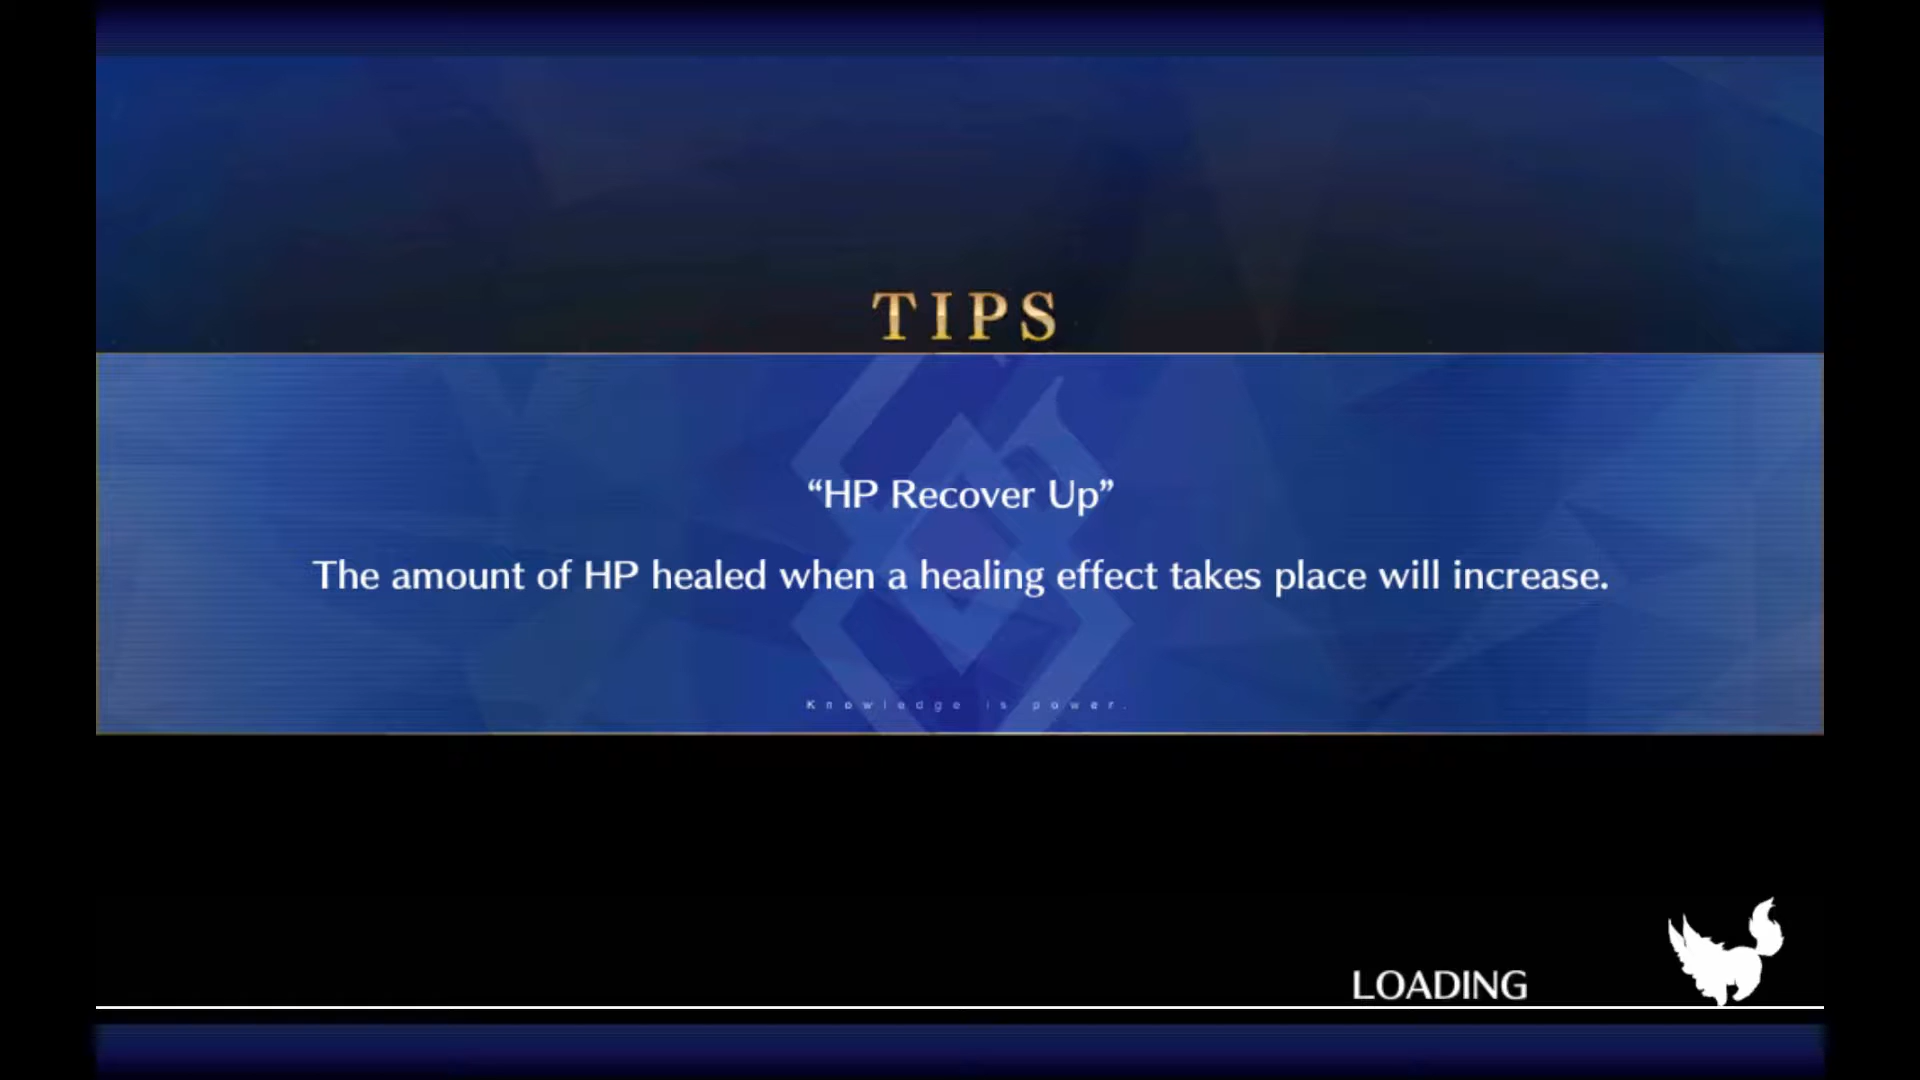 TIPS
“HP Recover Up”
The amount of HP healed when a healing effect takes place will increase.
Knowledge is power.
LOADING